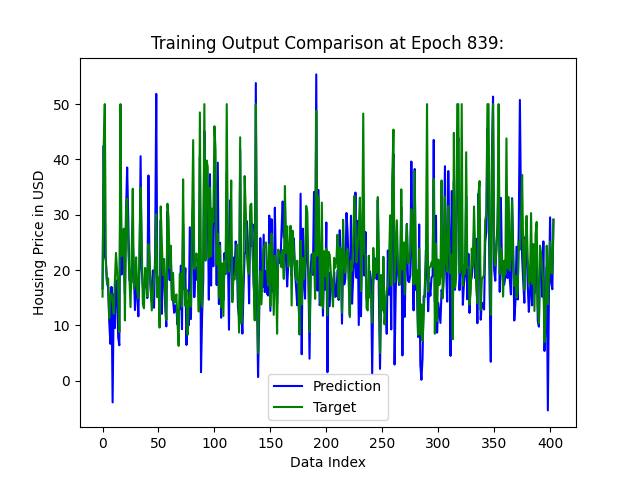 Training Output Comparison at Epoch 839:
Housing Price in USD
50
40
30
20
10
0
Prediction
Target
0 50 100 150 200 250 300 350 400
Data Index